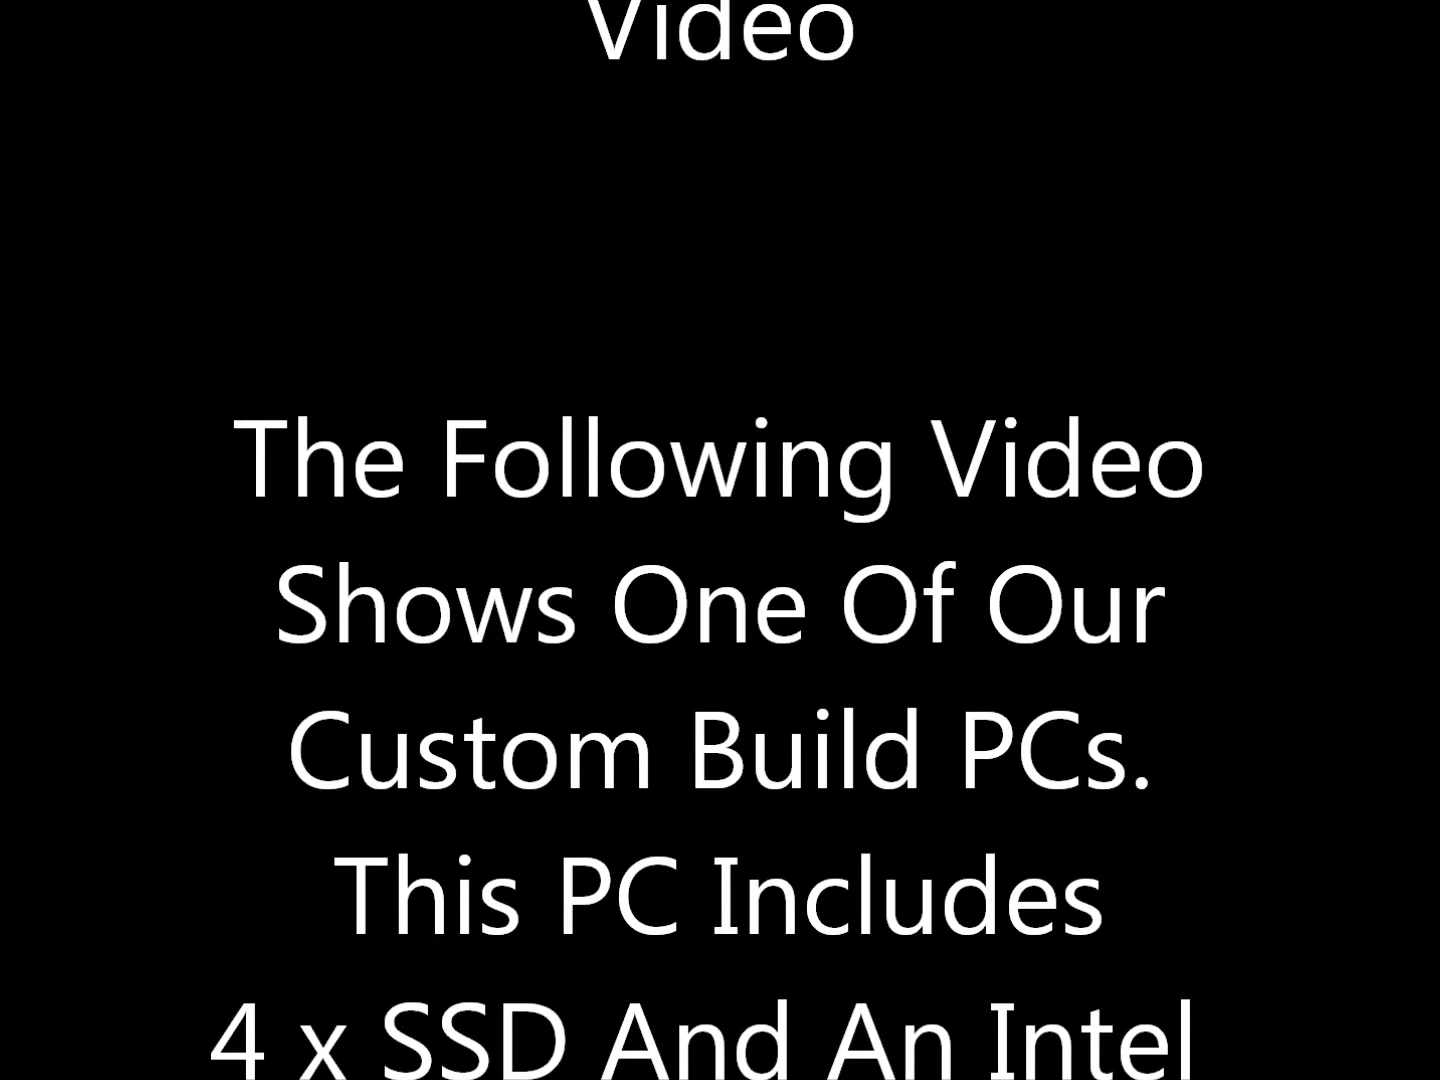 Video
The Following Video
Shows One Of Our
Custom Build PCs.
This PC Includes
4 x SSD And An Intel